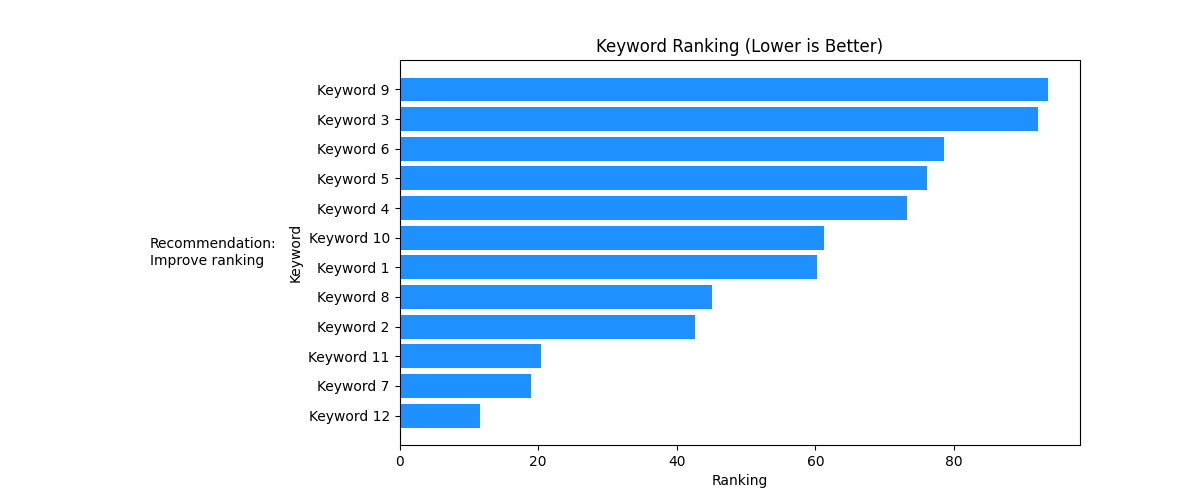 Keyword Ranking (Lower is Better)
Keyword 9
Keyword 3
Keyword 6
Keyword 5
Keyword 4
Keyword 10
Keyword 1
Keyword 8
Keyword 2
Keyword 11
Keyword 7
Keyword 12
Keyword
Recommendation:
Improve ranking
0 20 40 60 80
Ranking